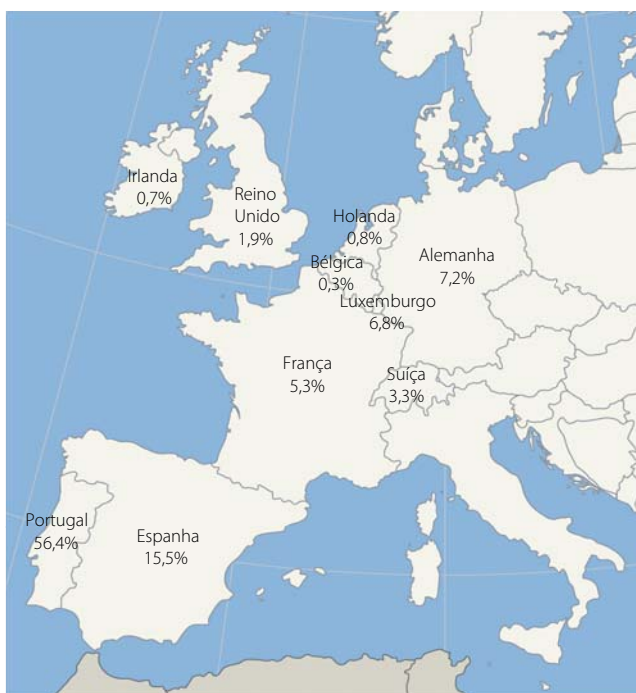 Irlanda
0,7%
Reino
Unido
1,9%
Holanda
0,8%
Bélgica
0,3%
Alemanha
7,2%
Luxemburgo
6,8%
França
5,3%
Suíça
3,3%
Portugal
56,4%
Espanha
15,5%